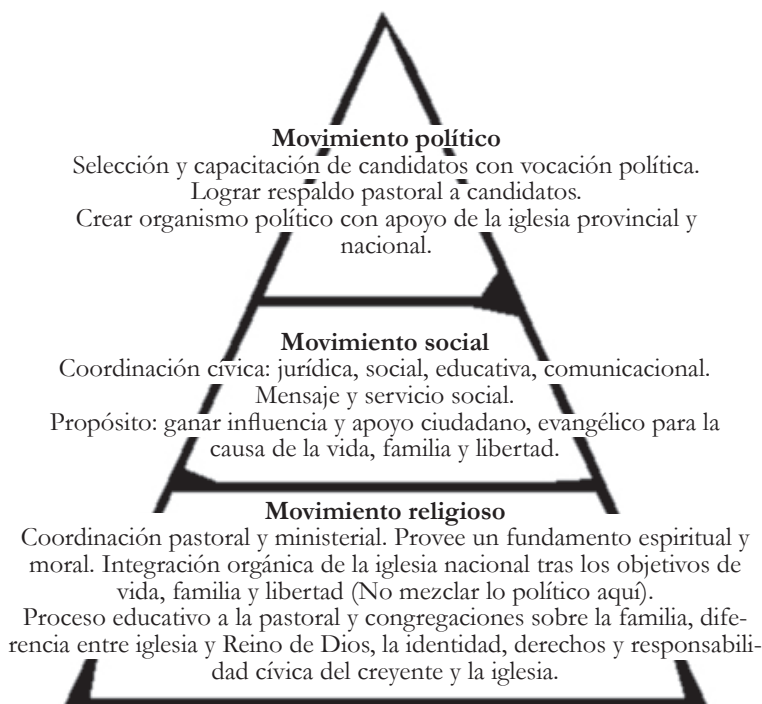 Movimiento político
Selección y capacitación de candidatos con vocación política.
Lograr respaldo pastoral a candidatos.
Crear organismo político con apoyo de la iglesia provincial y
nacional.
Movimiento social
Coordinación cívica: jurídica, social, educativa, comunicacional.
Mensaje y servicio social.
Propósito: ganar influencia y apoyo ciudadano, evangélico para la
causa de la vida, familia y libertad.
Movimiento religioso
Coordinación pastoral y ministerial. Provee un fundamento espiritual y
moral. Integración orgánica de la iglesia nacional tras los objetivos de
vida, familia y libertad (No mezclar lo político aquí).
Proceso educativo a la pastoral y congregaciones sobre la familia, dife-
rencia entre iglesia y Reino de Dios, la identidad, derechos y responsabili-
dad cívica del creyente y la iglesia.